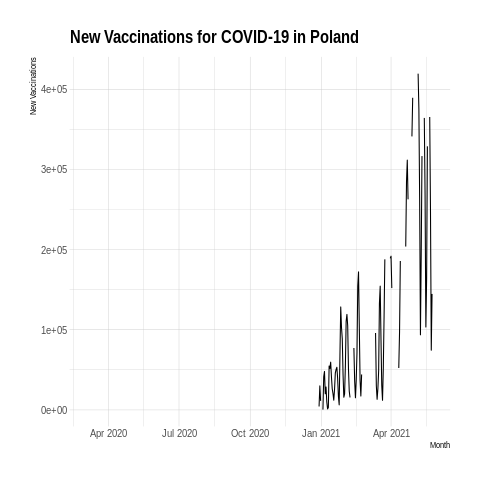 New Vaccinations for COVID-19 in Poland
New Vaccinations
4e+05
3e+05
2e+05
1e+05
0e+00
Apr 2020 Jul 2020 Oct 2020 Jan 2021 Apr 2021
Month